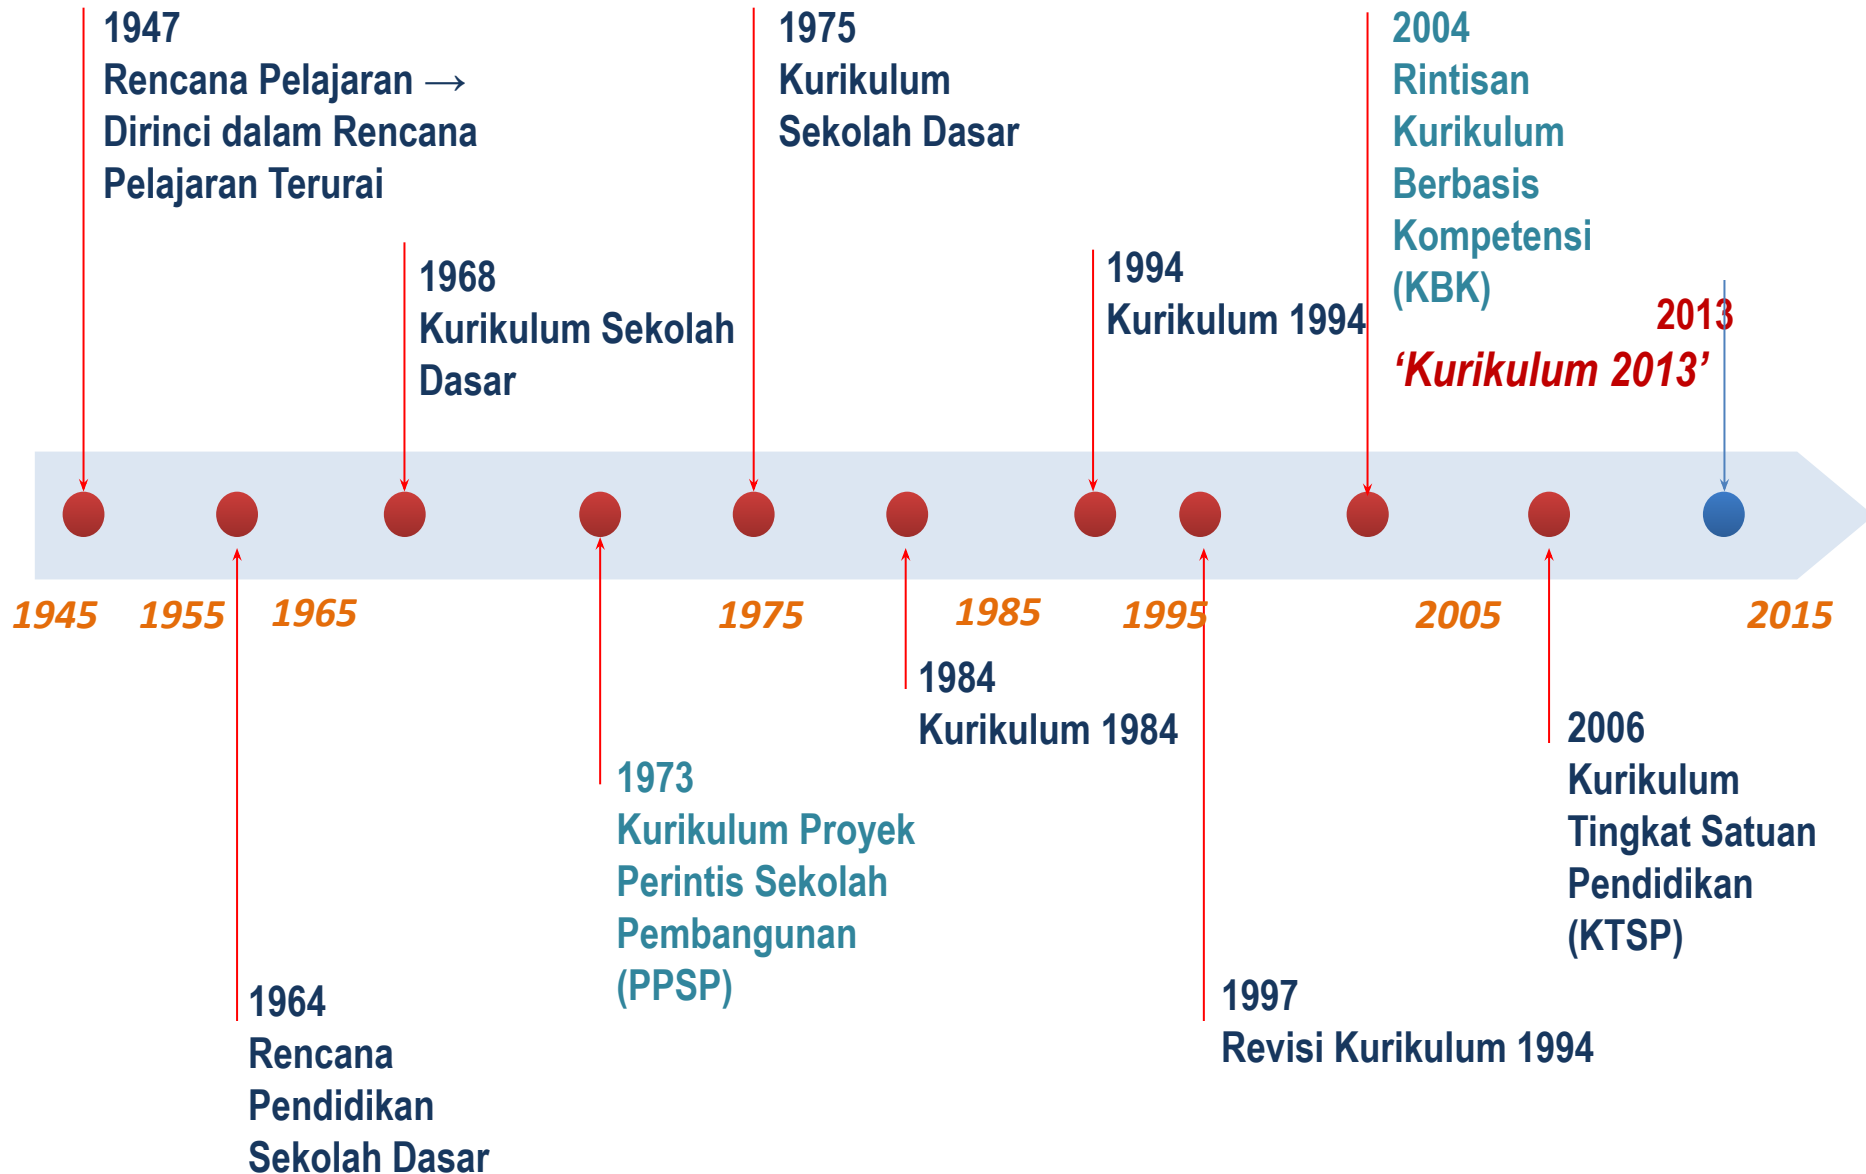 1947
Rencana Pelajaran →
Dirinci dalam Rencana
Pelajaran Terurai
1975
Kurikulum
Sekolah Dasar
2004
Rintisan
Kurikulum
Berbasis
Kompetensi
(KBK)
1968
Kurikulum Sekolah
Dasar
1994
Kurikulum 1994
2013
‘Kurikulum 2013’
1945
1955
1965
1975
1985
1995
2005
2015
1984
Kurikulum 1984
2006
Kurikulum
Tingkat Satuan
Pendidikan
(KTSP)
1973
Kurikulum Proyek
Perintis Sekolah
Pembangunan
(PPSP)
1964
Rencana
Pendidikan
Sekolah Dasar
1997
Revisi Kurikulum 1994